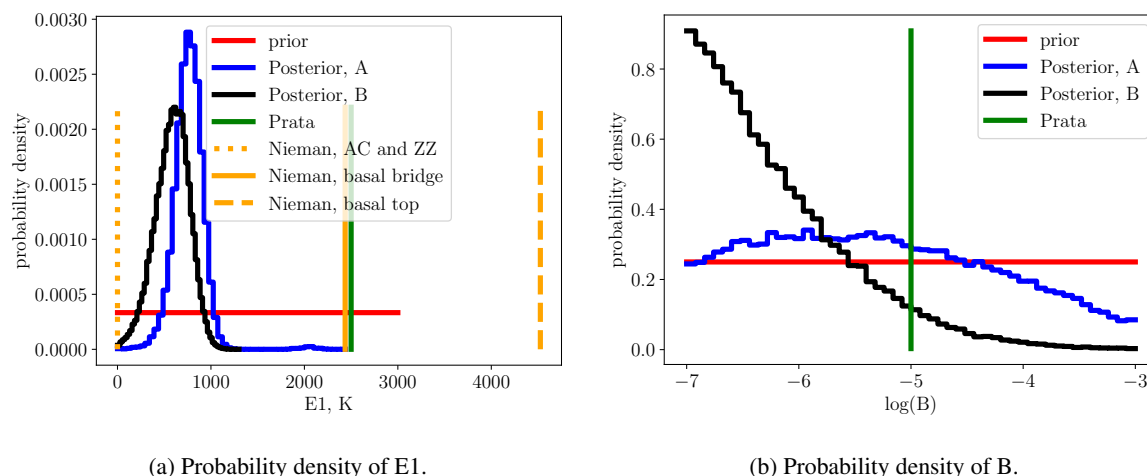 0.0030
0.0025
0.0020
0.0015
0.0010
0.0005
0.0000
probability density
0
1000
2000
3000
4000
E1, K
prior
Posterior, A
Posterior, B
Prata
Nieman, AC and ZZ
Nieman, basal bridge
Nieman, basal top
(a) Probability density of E1.
0.8
0.6
0.4
0.2
0.0
probability density
−7
−6
−5
−4
−3
log(B)
prior
Posterior, A
Posterior, B
Prata
(b) Probability density of B.